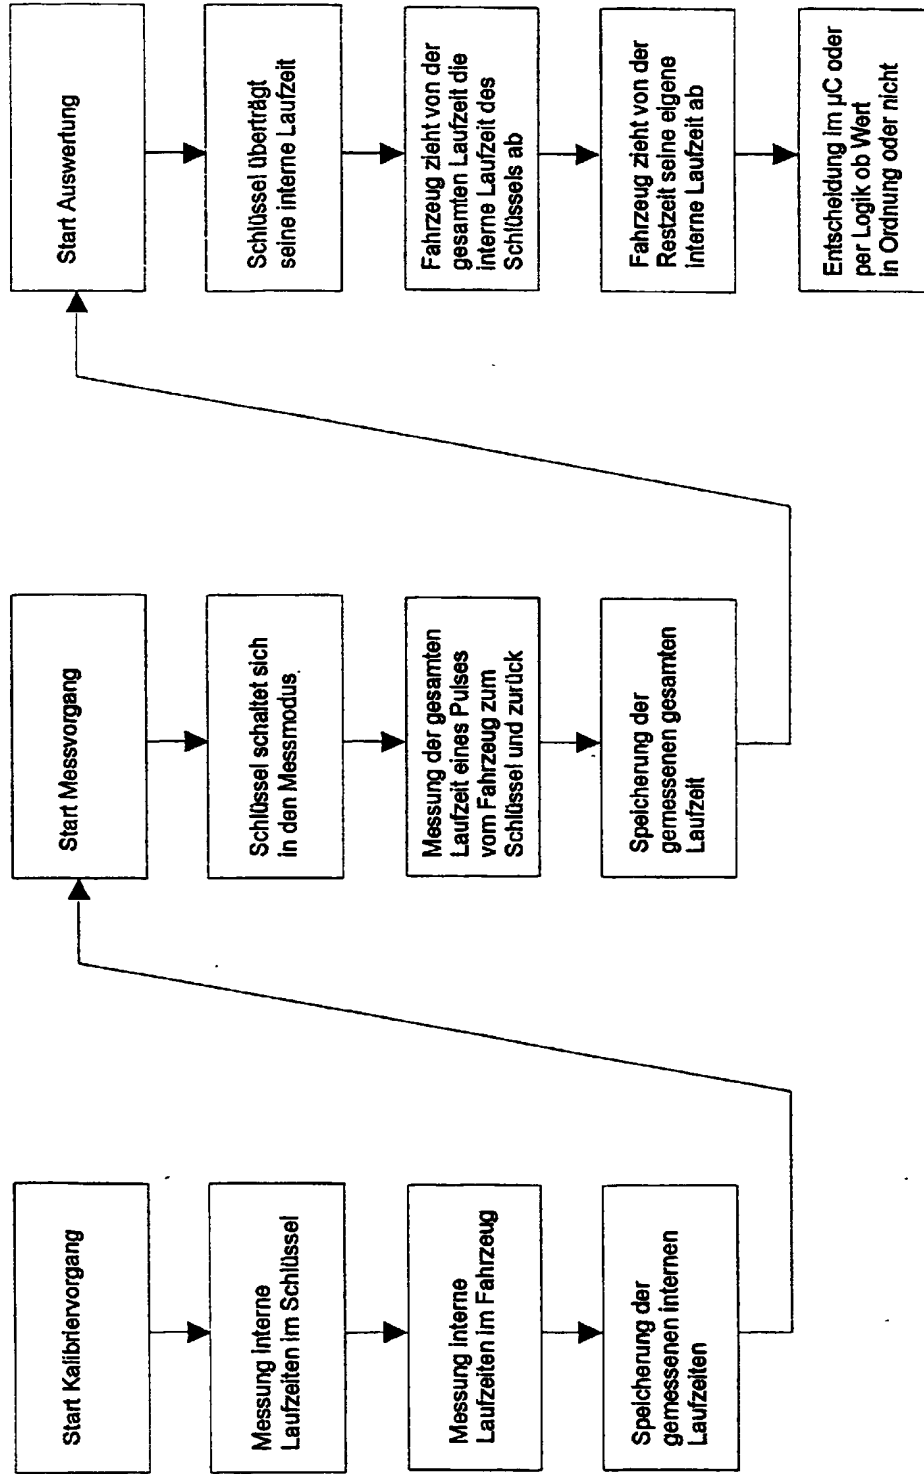 Start Kalibriervorgang
Messung interne
Laufzeiten im Schlüssel
Messung interne
Laufzeiten im Fahrzeug
Speicherung der
gemessenen internen
Laufzeiten
Start Messvorgang
Schlüssel schaltet sich
in den Messmodus
Messung der gesamten
Laufzeit eines Pulses
vom Fahrzeug zum
Schlüssel und zurück
Speicherung der
gemessenen gesamten
Laufzeit
Start Auswertung
Schlüssel überträgt
seine interne Laufzeit
Fahrzeug zieht von der
gesamten Laufzeit die
interne Laufzeit des
Schlüssels ab
Fahrzeug zieht von der
Restzeit seine eigene
interne Laufzeit ab
Entscheidung im µC oder
per Logik ob Wert
in Ordnung oder nicht